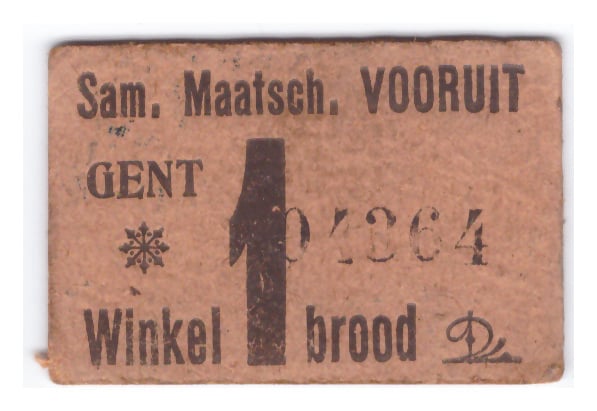 Sam. Maatsch. VOORUIT
GENT
1
04364
Winkel brood